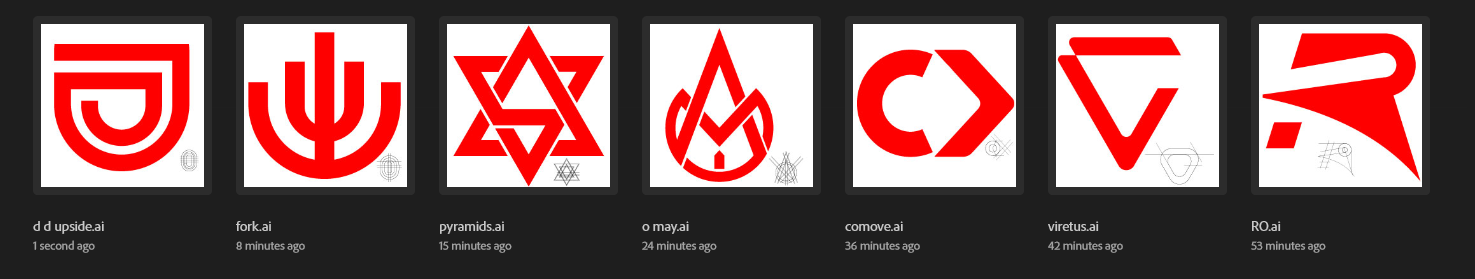 d d upside.ai
1 second ago
fork.ai
8 minutes ago
pyramids.ai
15 minutes ago
o may.ai
24 minutes ago
comove.ai
36 minutes ago
viretus.ai
42 minutes ago
RO.ai
53 minutes ago